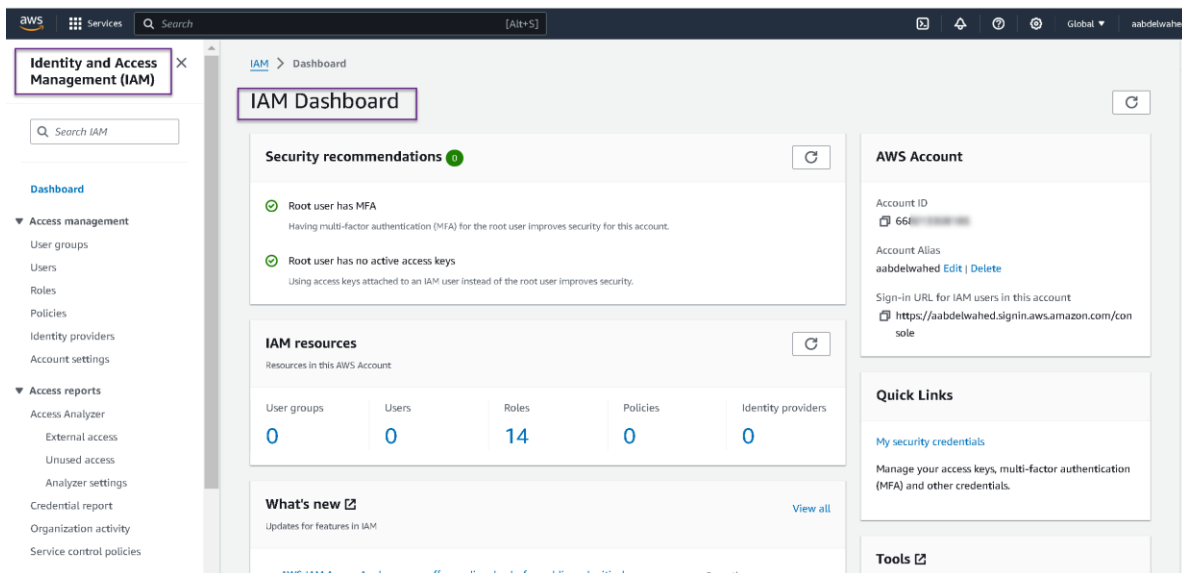 aws
Services
Search
[Alt+S]
Global
Identity and Access
Management (IAM)
Search IAM
Dashboard
Access management
User groups
Users
Roles
Policies
Identity providers
Account settings
Access reports
Access Analyzer
External access
Unused access
Analyzer settings
Credential report
Organization activity
Service control policies
IAM > Dashboard
IAM Dashboard
Security recommendations 0
Root user has MFA
Having multi-factor authentication (MFA) for the root user improves security for this account.
Root user has no active access keys
Using access keys attached to an IAM user instead of the root user improves security.
IAM resources
Resources in this AWS Account
User groups Users Roles Policies Identity providers
0 0 14 0 0
What's new
View all
Updates for features in IAM
AWS Account
Account ID
Account Alias
aabdelwahed Edit | Delete
Sign-in URL for IAM users in this account
https://aabdelwahed.signin.aws.amazon.com/con
sole
Quick Links
My security credentials
Manage your access keys, multi-factor authentication
(MFA) and other credentials.
Tools